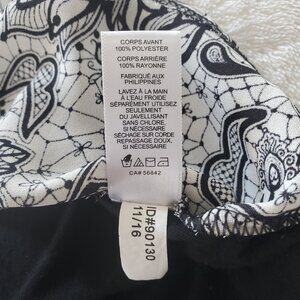 CORPS AVANT
100% POLYESTER
CORPS ARRIÈRE
100% RAYONNE
FABRIQUÉ AUX
PHILIPPINES
LAVEZ À LA MAIN
À L'EAU FROIDE
SÉPARÉMENT UTILISEZ
SEULEMENT
DU JAVELLISANT
SANS CHLORE,
SI NÉCESSAIRE
SÉCHAGE SUR CORDE
REPASSAGE DOUX,
SI NÉCESSAIRE
CA# 56842
ID#90130
11/16